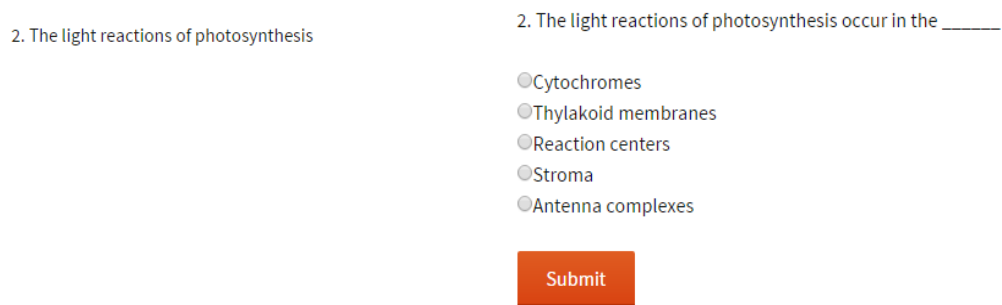 2. The light reactions of photosynthesis
2. The light reactions of photosynthesis occur in the ______
Cytochromes
Thylakoid membranes
Reaction centers
Stroma
Antenna complexes
Submit